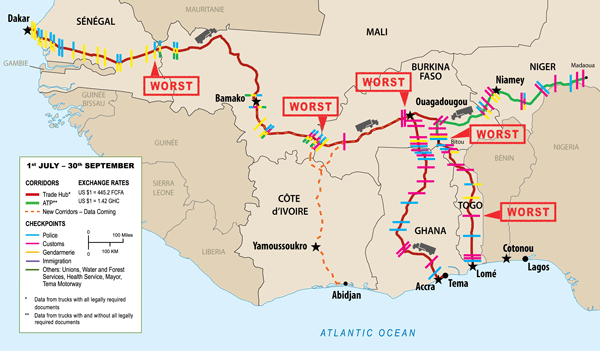 Dakar
SÉNÉGAL
MAURITANIE
GAMBIE
MALI
WORST
GUINÉE
BISSAU
GUINÉE
Bamako
WORST
WORST
BURKINA
FASO
Ouagadougou
NIGER
Niamey
Madaoua
WORST
Bitou
BÉNIN
NIGERIA
WORST
TOGO
GHANA
CÔTE
d'IVOIRE
Yamoussoukro
Abidjan
Accra
Tema
Lomé
Cotonou
Lagos
SIERRA
LEONE
LIBERIA
ATLANTIC OCEAN
1st JULY – 30th SEPTEMBER
CORRIDORS
Trade Hub*
ATP**
New Corridors – Data Coming
EXCHANGE RATES
US $1 = 445.2 FCFA
US $1 = 1.42 GHC
CHECKPOINTS
Police
Customs
Gendarmerie
Immigration
Others: Unions, Water and Forest
Services, Health Service, Mayor,
Tema Motorway
0 100 Miles
0 100 KM
* Data from trucks with all legally required
documents
** Data from trucks with and without all legally
required documents